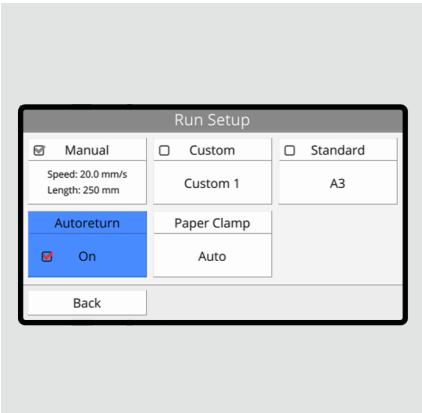 Run Setup
Manual
Custom
Standard
Speed: 20.0 mm/s
Length: 250 mm
Custom 1
A3
Autoreturn
Paper Clamp
On
Auto
Back